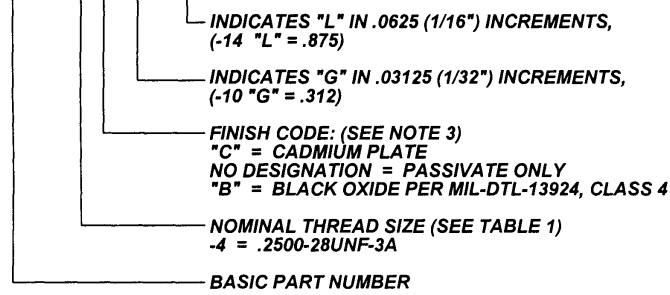 INDICATES "L" IN .0625 (1/16") INCREMENTS,
(-14 "L" = .875)
INDICATES "G" IN .03125 (1/32") INCREMENTS,
(-10 "G" = .312)
FINISH CODE: (SEE NOTE 3)
"C" = CADMIUM PLATE
NO DESIGNATION = PASSIVATE ONLY
"B" = BLACK OXIDE PER MIL-DTL-13924, CLASS 4
NOMINAL THREAD SIZE (SEE TABLE 1)
-4 = .2500-28UNF-3A
BASIC PART NUMBER